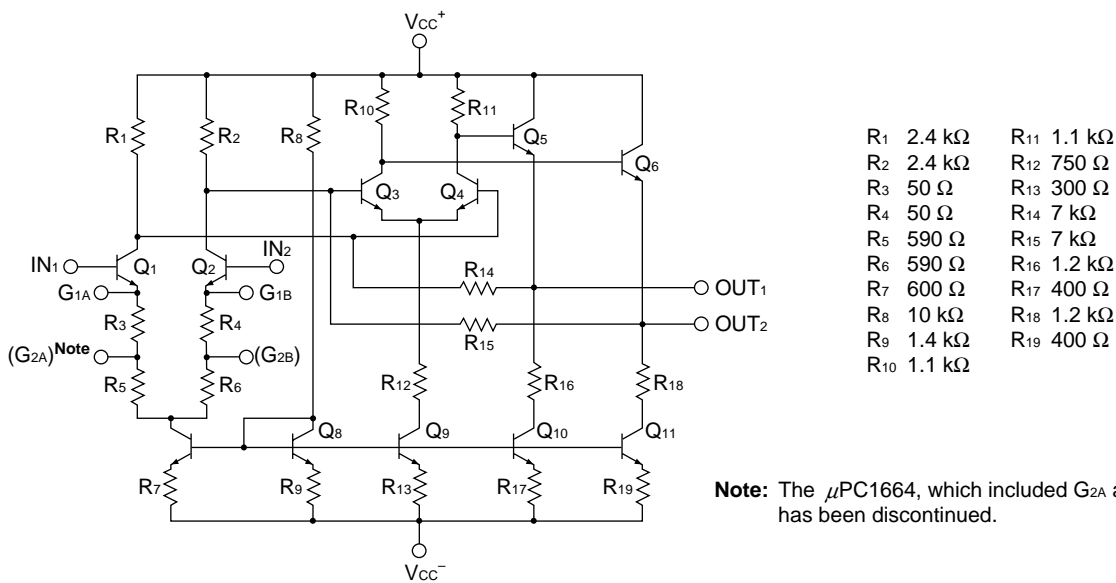 VCC+
R10
R11
R1
R2
R8
Q5
Q6
Q3
Q4
IN1
Q1
Q2
IN2
G1A
G1B
R14
OUT1
R3
R4
R15
OUT2
(G2A)Note
(G2B)
R5
R6
R12
R16
R18
Q8
Q9
Q10
Q11
R7
R9
R13
R17
R19
VCC−
R1 2.4 kΩ R11 1.1 kΩ
R2 2.4 kΩ R12 750 Ω
R3 50 Ω R13 300 Ω
R4 50 Ω R14 7 kΩ
R5 590 Ω R15 7 kΩ
R6 590 Ω R16 1.2 kΩ
R7 600 Ω R17 400 Ω
R8 10 kΩ R18 1.2 kΩ
R9 1.4 kΩ R19 400 Ω
R10 1.1 kΩ
Note: The μPC1664, which included G2A
has been discontinued.